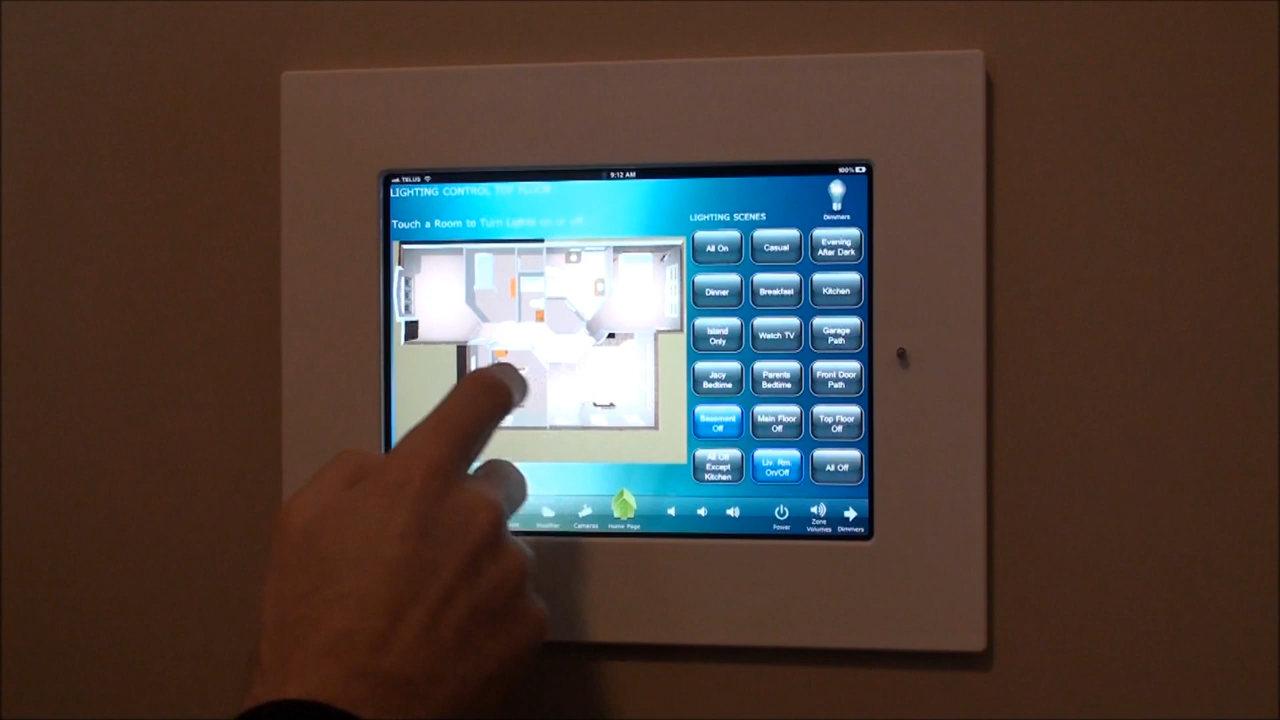 TELUS
9:12 AM
100%
LIGHTING CONTROL TOP FLOOR
Dimmers
Touch a Room to Turn Lights on or off
LIGHTING SCENES
All On
Casual
Evening
After Dark
Dinner
Breakfast
Kitchen
Island
Only
Watch TV
Garage
Path
Jacy
Bedtime
Parents
Bedtime
Front Door
Path
Basement
Off
Main Floor
Off
Top Floor
Off
All Off
Except
Kitchen
Liv. Rm.
On/Off
All Off
Weather
Cameras
Home Page
Power
Zone
Volumes
Dimmers